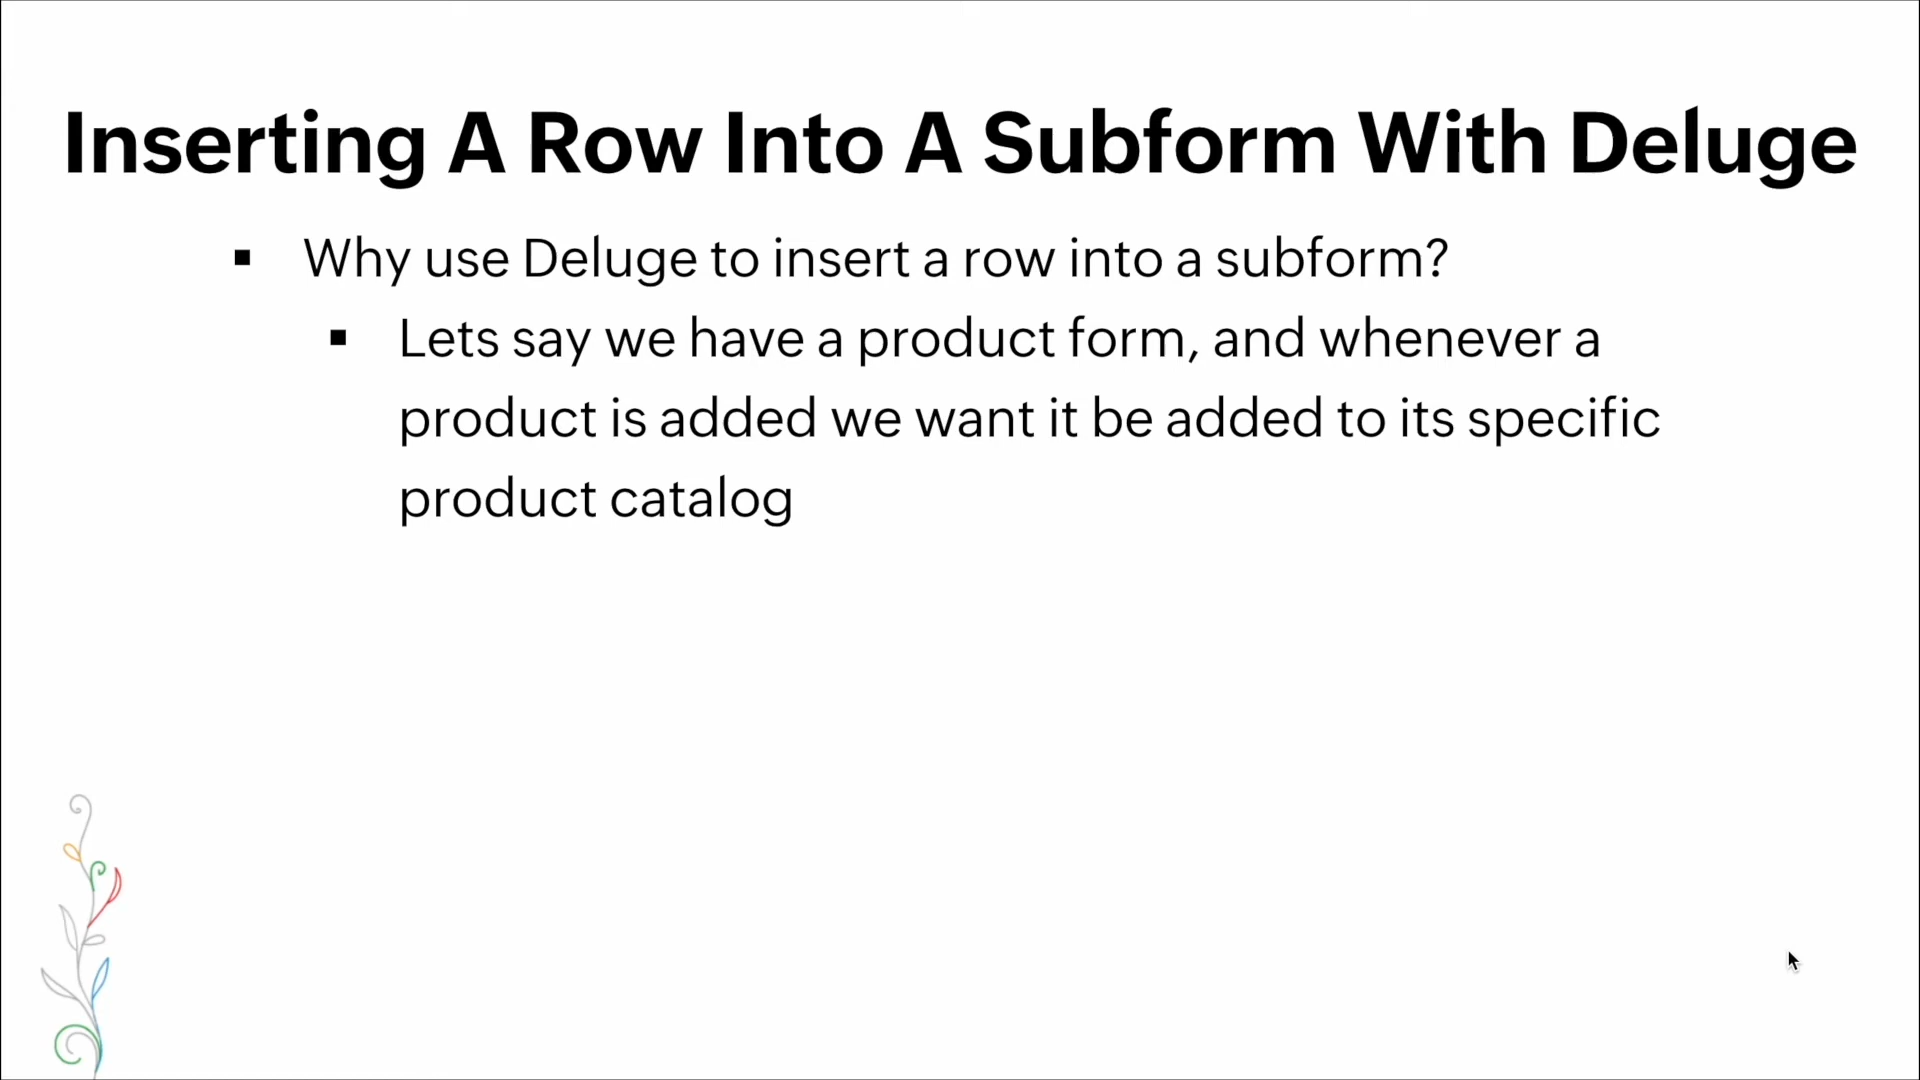 Inserting A Row Into A Subform With Deluge
▪ Why use Deluge to insert a row into a subform?
▪ Lets say we have a product form, and whenever a
product is added we want it be added to its specific
product catalog